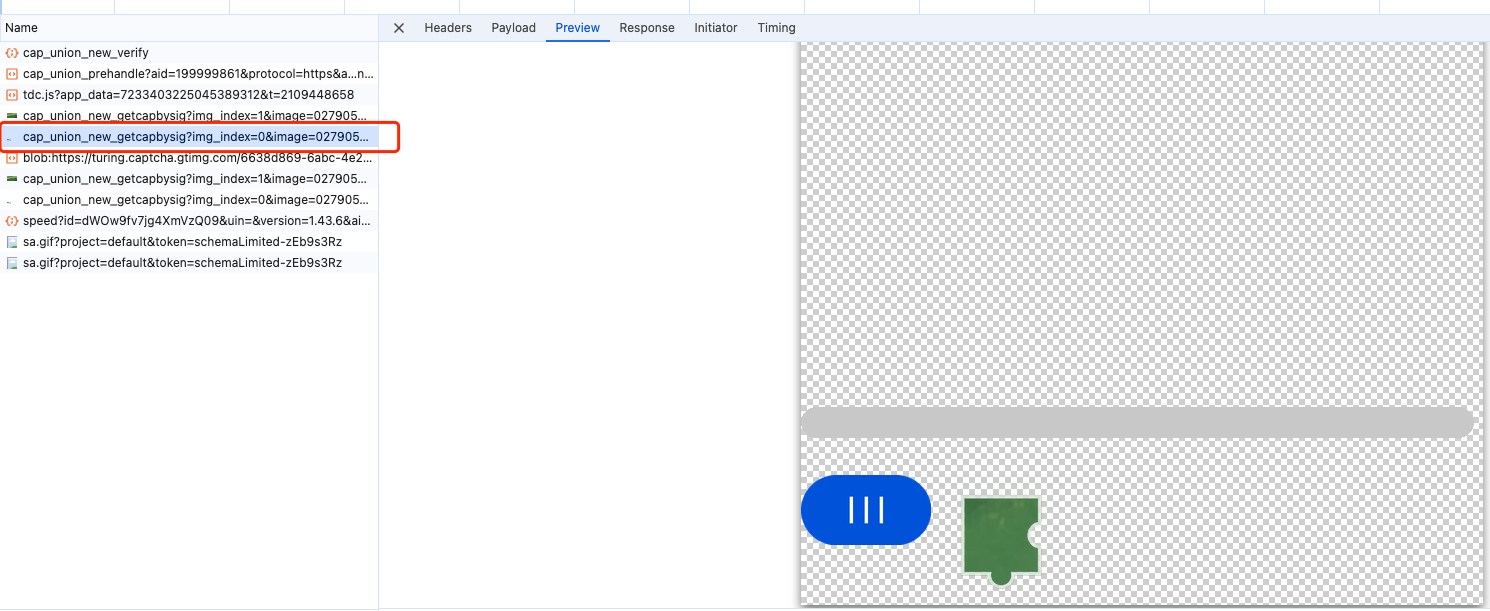 Name
Headers Payload Preview Response Initiator Timing
cap_union_new_verify
cap_union_prehandle?aid=199999861&protocol=https&a...n...
tdc.js?app_data=7233403225045389312&t=2109448658
cap_union_new_getcapbysig?img_index=1&image=027905...
cap_union_new_getcapbysig?img_index=0&image=027905...
blob:https://turing.captcha.gtimg.com/6638d869-6abc-4e2...
cap_union_new_getcapbysig?img_index=1&image=027905...
cap_union_new_getcapbysig?img_index=0&image=027905...
speed?id=dWOw9fv7jg4XmVzQ09&uin=&version=1.43.6&ai...
sa.gif?project=default&token=schemaLimited-zEb9s3Rz
sa.gif?project=default&token=schemaLimited-zEb9s3Rz